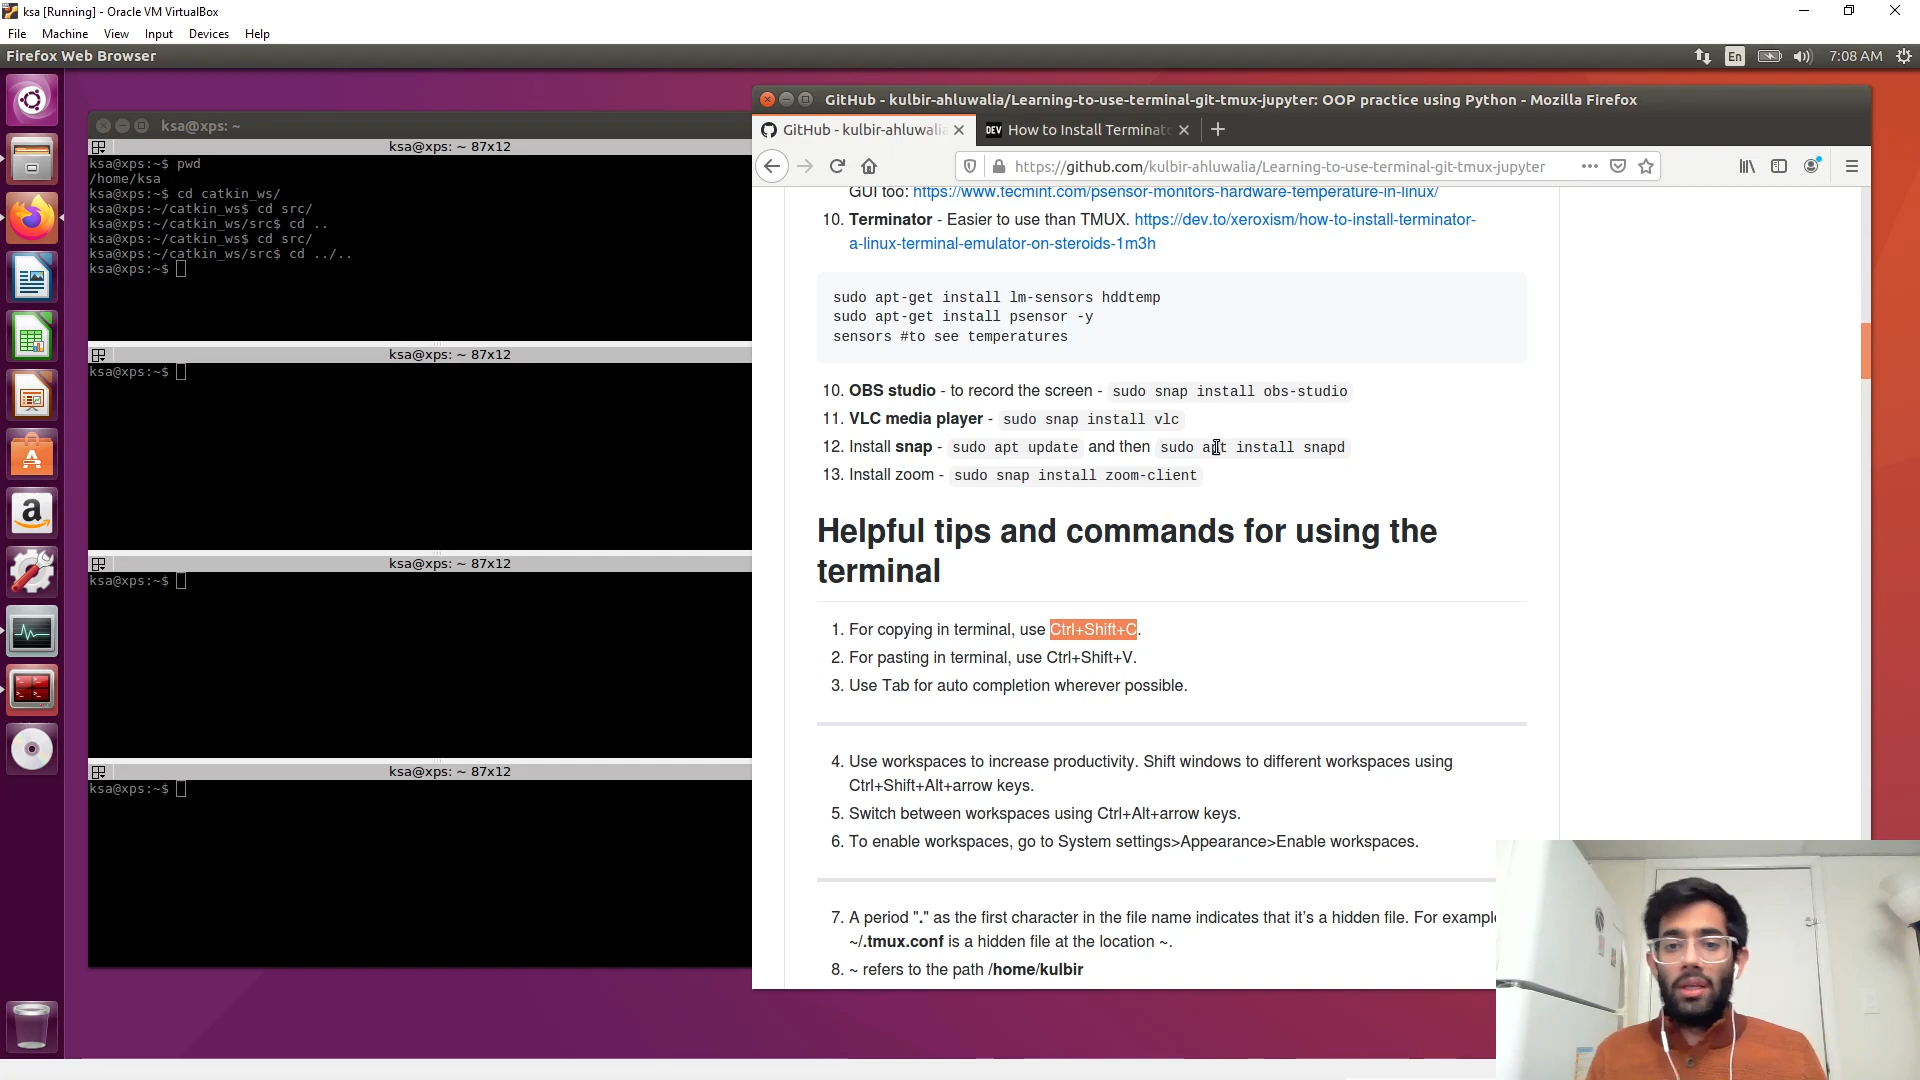 ksa [Running] - Oracle VM VirtualBox
File Machine View Input Devices Help
Firefox Web Browser
En
7:08 AM
ksa@xps: ~
ksa@xps: ~ 87x12
ksa@xps:~$ pwd
/home/ksa
ksa@xps:~$ cd catkin_ws/
ksa@xps:~/catkin_ws$ cd src/
ksa@xps:~/catkin_ws/src$ cd ..
ksa@xps:~/catkin_ws$ cd src/
ksa@xps:~/catkin_ws/src$ cd ../..
ksa@xps:~$
ksa@xps: ~ 87x12
ksa@xps:~$
ksa@xps: ~ 87x12
ksa@xps:~$
ksa@xps: ~ 87x12
ksa@xps:~$
GitHub - kulbir-ahluwalia/Learning-to-use-terminal-git-tmux-jupyter: OOP practice using Python - Mozilla Firefox
GitHub - kulbir-ahluwalia
DEV How to Install Terminato
https://github.com/kulbir-ahluwalia/Learning-to-use-terminal-git-tmux-jupyter
GUI too: https://www.tecmint.com/psensor-monitors-hardware-temperature-in-linux/
10. Terminator - Easier to use than TMUX. https://dev.to/xeroxism/how-to-install-terminator-
a-linux-terminal-emulator-on-steroids-1m3h
sudo apt-get install lm-sensors hddtemp
sudo apt-get install psensor -y
sensors #to see temperatures
10. OBS studio - to record the screen - sudo snap install obs-studio
11. VLC media player - sudo snap install vlc
12. Install snap - sudo apt update and then sudo apt install snapd
13. Install zoom - sudo snap install zoom-client
Helpful tips and commands for using the
terminal
1. For copying in terminal, use Ctrl+Shift+C.
2. For pasting in terminal, use Ctrl+Shift+V.
3. Use Tab for auto completion wherever possible.
4. Use workspaces to increase productivity. Shift windows to different workspaces using
Ctrl+Shift+Alt+arrow keys.
5. Switch between workspaces using Ctrl+Alt+arrow keys.
6. To enable workspaces, go to System settings>Appearance>Enable workspaces.
7. A period "." as the first character in the file name indicates that it's a hidden file. For example
~/.tmux.conf is a hidden file at the location ~.
8. ~ refers to the path /home/kulbir